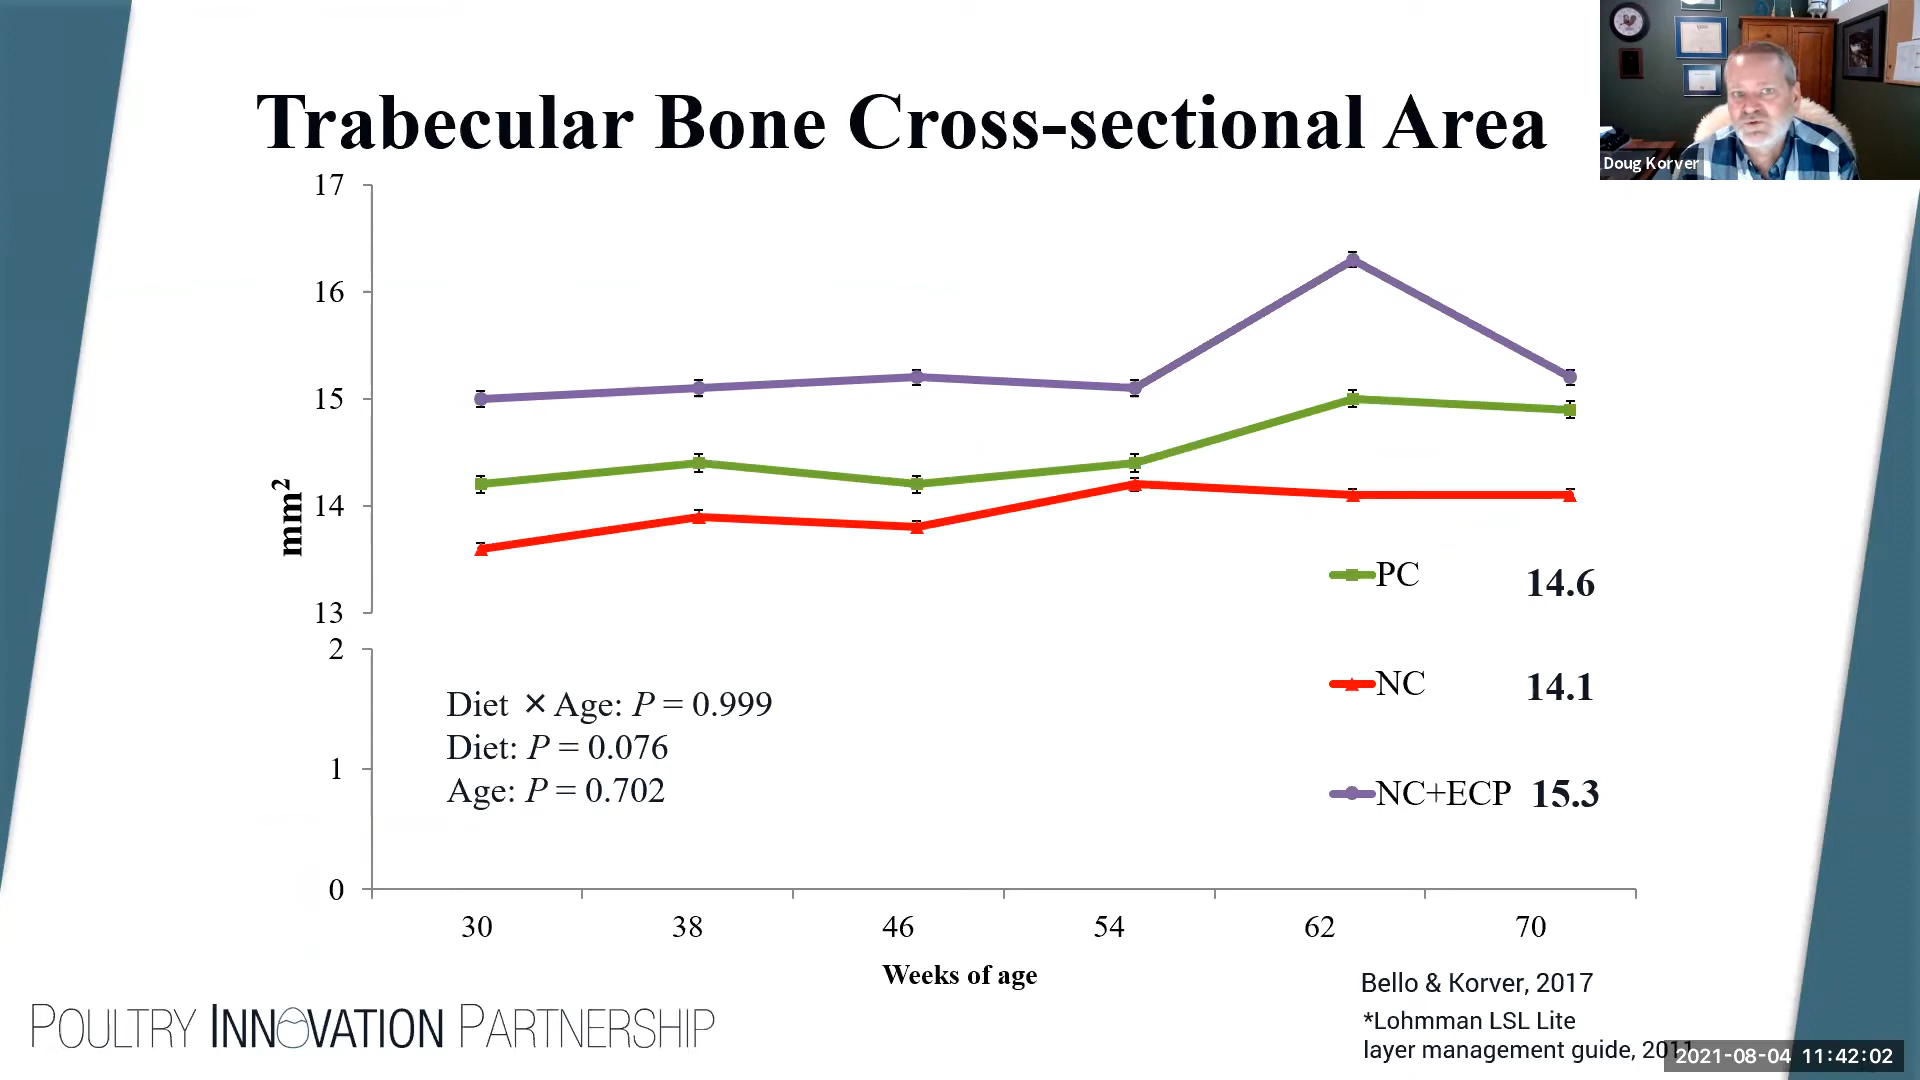 Trabecular Bone Cross-sectional Area
Doug Korver
17
16
15
14
13
2
1
0
mm²
PC 14.6
NC 14.1
NC+ECP 15.3
Diet × Age: P = 0.999
Diet: P = 0.076
Age: P = 0.702
30 38 46 54 62 70
Weeks of age
Bello & Korver, 2017
*Lohmman LSL Lite
layer management guide, 2011
POULTRY INNOVATION PARTNERSHIP
2021-08-04 11:42:02